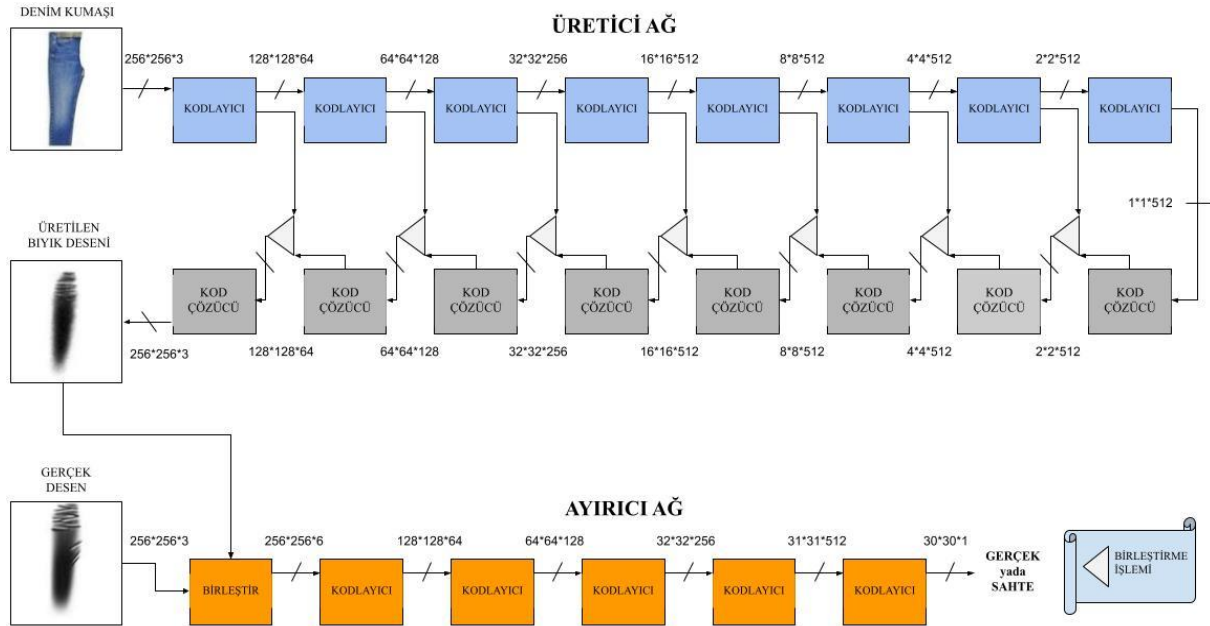 DENİM KUMAŞI
ÜRETİCİ AĞ
256*256*3 128*128*64 64*64*128 32*32*256 16*16*512 8*8*512 4*4*512 2*2*512
KODLAYICI KODLAYICI KODLAYICI KODLAYICI KODLAYICI KODLAYICI KODLAYICI KODLAYICI
1*1*512
ÜRETİLEN
BIYIK DESENİ
KOD KOD KOD KOD KOD KOD KOD KOD
ÇÖZÜCÜ ÇÖZÜCÜ ÇÖZÜCÜ ÇÖZÜCÜ ÇÖZÜCÜ ÇÖZÜCÜ ÇÖZÜCÜ ÇÖZÜCÜ
256*256*3 128*128*64 64*64*128 32*32*256 16*16*512 8*8*512 4*4*512 2*2*512
GERÇEK
DESEN
AYIRICI AĞ
256*256*3 256*256*6 128*128*64 64*64*128 32*32*256 31*31*512 30*30*1
BİRLEŞTİR KODLAYICI KODLAYICI KODLAYICI KODLAYICI KODLAYICI
GERÇEK
yada
SAHTE
BİRLEŞTİRME
İŞLEMİ